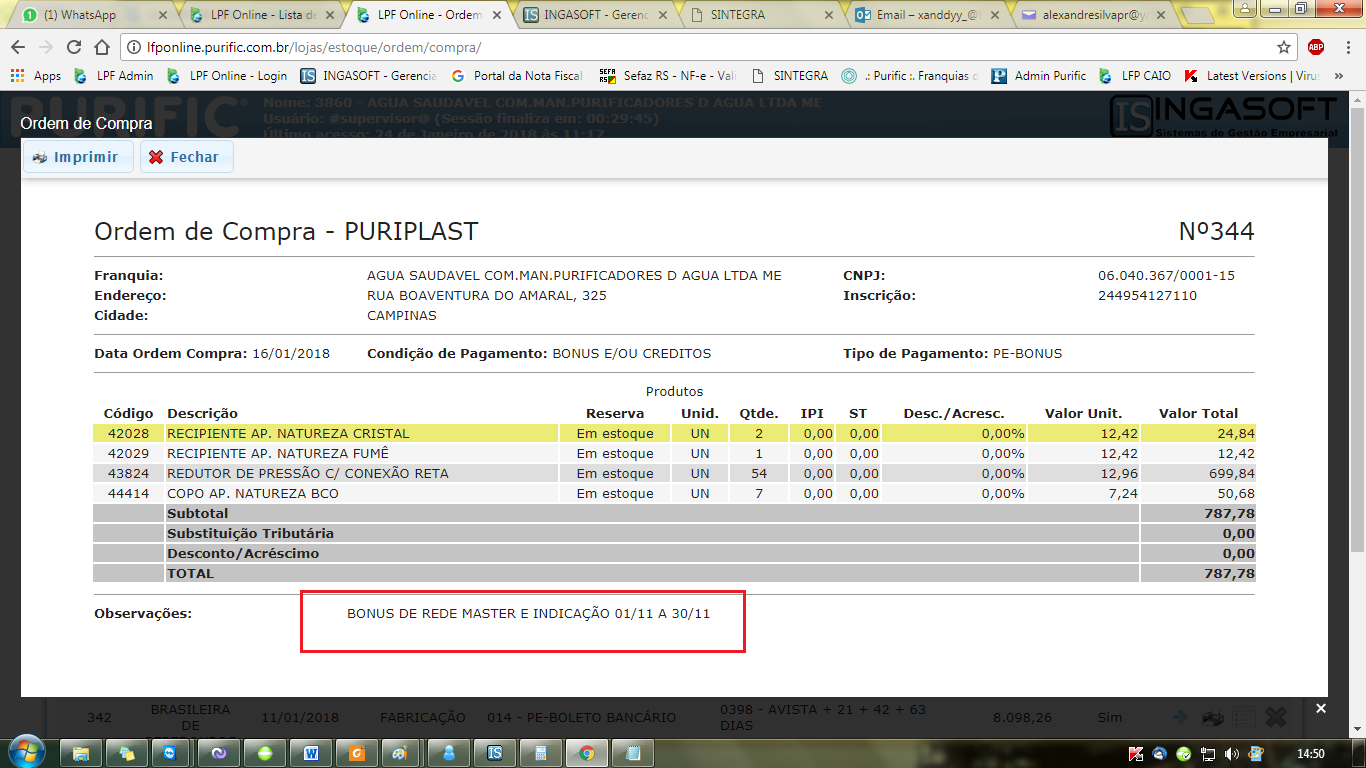 (1) WhatsApp
LPF Online - Lista de
LPF Online - Ordem
INGASOFT - Gerenc
SINTEGRA
Email – xanddyy_@h
alexandresilvapr@y
lfponline.purific.com.br/lojas/estoque/ordem/compra/
ABP
Apps
LPF Admin
LPF Online - Login
INGASOFT - Gerencia
Portal da Nota Fiscal
Sefaz RS - NF-e - Vali
SINTEGRA
.: Purific :. Franquias c
Admin Purific
LFP CAIO
Latest Versions | Viru
»
PURIFIC
Nome: 3860 - AGUA SAUDAVEL COM.MAN.PURIFICADORES D AGUA LTDA ME
Usuário: #supervisor@ (Sessão finaliza em: 00:29:45)
Último acesso: 24 de Janeiro de 2018 às 11:17
IS INGASOFT
Sistemas de Gestão Empresarial
Ordem de Compra
Imprimir
Fechar
Ordem de Compra - PURIPLAST Nº344
Franquia: AGUA SAUDAVEL COM.MAN.PURIFICADORES D AGUA LTDA ME CNPJ: 06.040.367/0001-15
Endereço: RUA BOAVENTURA DO AMARAL, 325 Inscrição: 244954127110
Cidade: CAMPINAS
Data Ordem Compra: 16/01/2018 Condição de Pagamento: BONUS E/OU CREDITOS Tipo de Pagamento: PE-BONUS
Produtos
Código Descrição Reserva Unid. Qtde. IPI ST Desc./Acresc. Valor Unit. Valor Total
42028 RECIPIENTE AP. NATUREZA CRISTAL Em estoque UN 2 0,00 0,00 0,00% 12,42 24,84
42029 RECIPIENTE AP. NATUREZA FUMÊ Em estoque UN 1 0,00 0,00 0,00% 12,42 12,42
43824 REDUTOR DE PRESSÃO C/ CONEXÃO RETA Em estoque UN 54 0,00 0,00 0,00% 12,96 699,84
44414 COPO AP. NATUREZA BCO Em estoque UN 7 0,00 0,00 0,00% 7,24 50,68
Subtotal 787,78
Substituição Tributária 0,00
Desconto/Acréscimo 0,00
TOTAL 787,78
Observações: BONUS DE REDE MASTER E INDICAÇÃO 01/11 A 30/11
342 BRASILEIRA DE 11/01/2018 FABRICAÇÃO 014 - PE-BOLETO BANCÁRIO 0398 - AVISTA + 21 + 42 + 63 DIAS 8.098,26 Sim
14:50